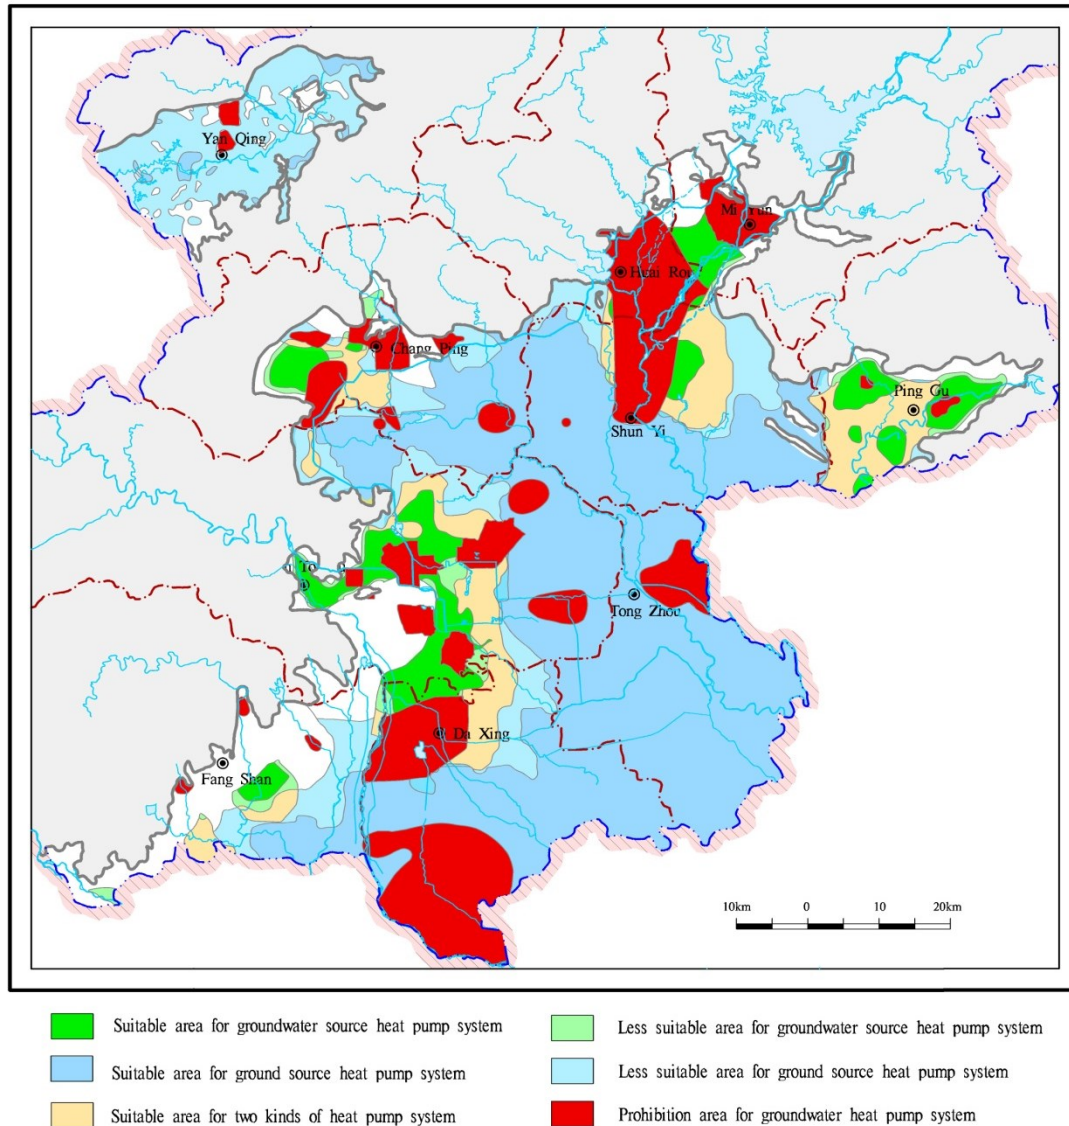 Yan Qing
Mi Yun
Huai Rou
Chang Ping
Ping Gu
Shun Yi
To
Tong Zhou
Da Xing
Fang Shan
10km 0 10 20km
Suitable area for groundwater source heat pump system
Less suitable area for groundwater source heat pump system
Suitable area for ground source heat pump system
Less suitable area for ground source heat pump system
Suitable area for two kinds of heat pump system
Prohibition area for groundwater heat pump system